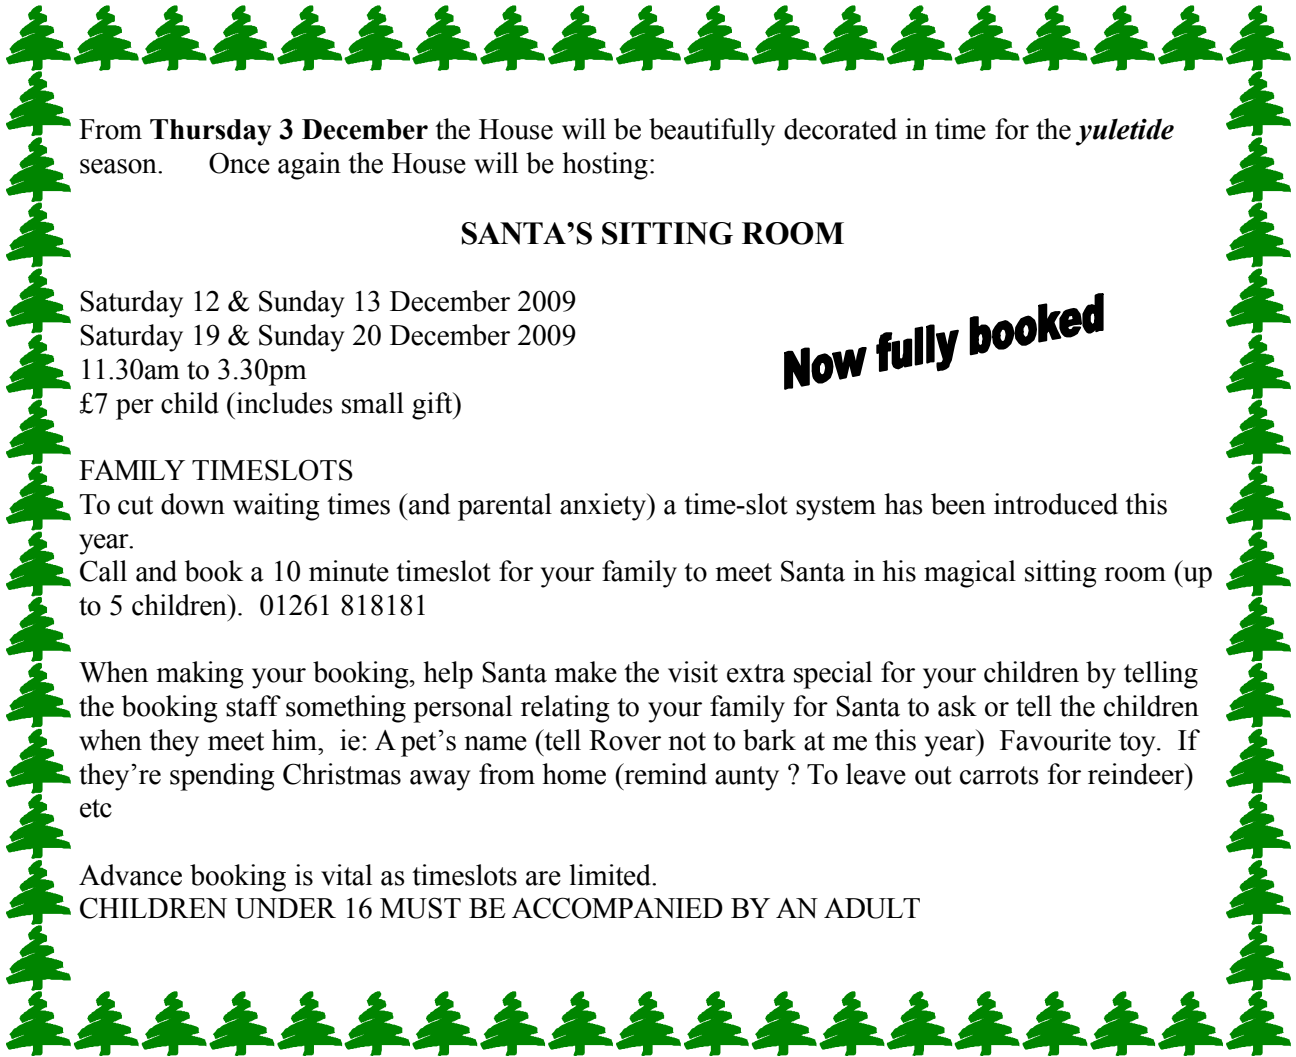 From Thursday 3 December the House will be beautifully decorated in time for the yuletide
season. Once again the House will be hosting:
SANTA’S SITTING ROOM
Saturday 12 & Sunday 13 December 2009
Saturday 19 & Sunday 20 December 2009
11.30am to 3.30pm
£7 per child (includes small gift)
Now fully booked
FAMILY TIMESLOTS
To cut down waiting times (and parental anxiety) a time-slot system has been introduced this
year.
Call and book a 10 minute timeslot for your family to meet Santa in his magical sitting room (up
to 5 children). 01261 818181
When making your booking, help Santa make the visit extra special for your children by telling
the booking staff something personal relating to your family for Santa to ask or tell the children
when they meet him, ie: A pet’s name (tell Rover not to bark at me this year) Favourite toy. If
they’re spending Christmas away from home (remind aunty ? To leave out carrots for reindeer)
etc
Advance booking is vital as timeslots are limited.
CHILDREN UNDER 16 MUST BE ACCOMPANIED BY AN ADULT